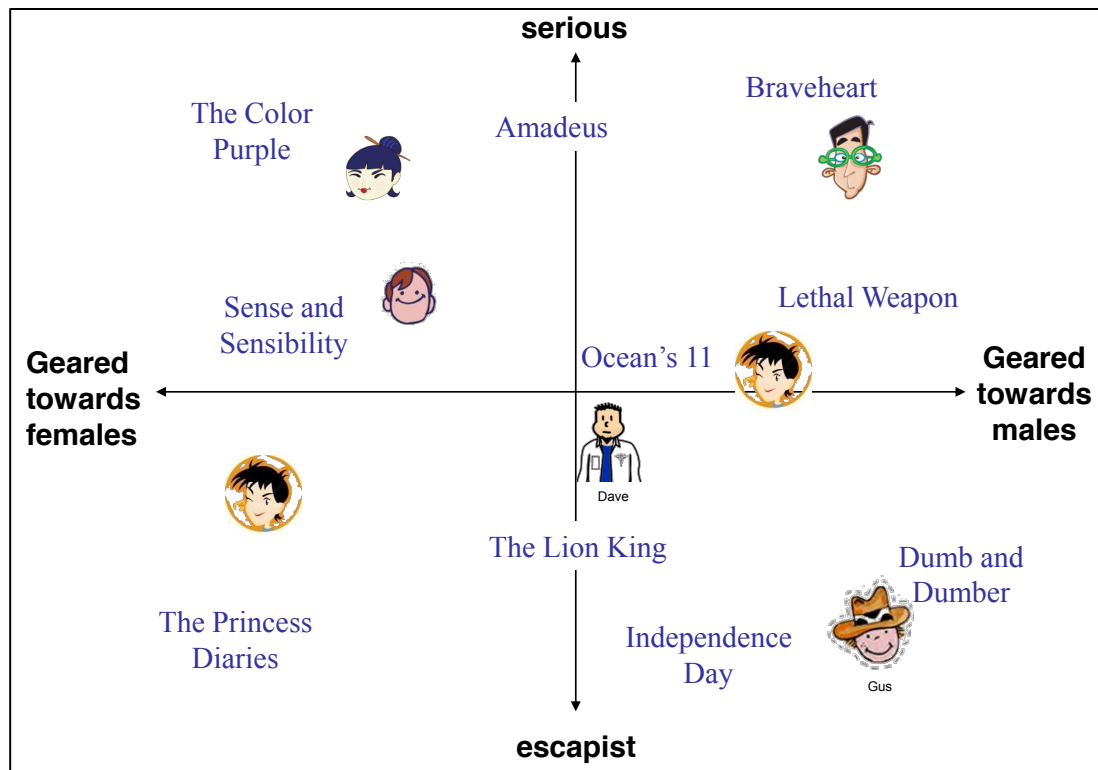 serious
Braveheart
The Color
Purple
Amadeus
Sense and
Sensibility
Lethal Weapon
Ocean’s 11
Geared
towards
females
Geared
towards
males
Dave
The Lion King
Dumb and
Dumber
The Princess
Diaries
Independence
Day
Gus
escapist